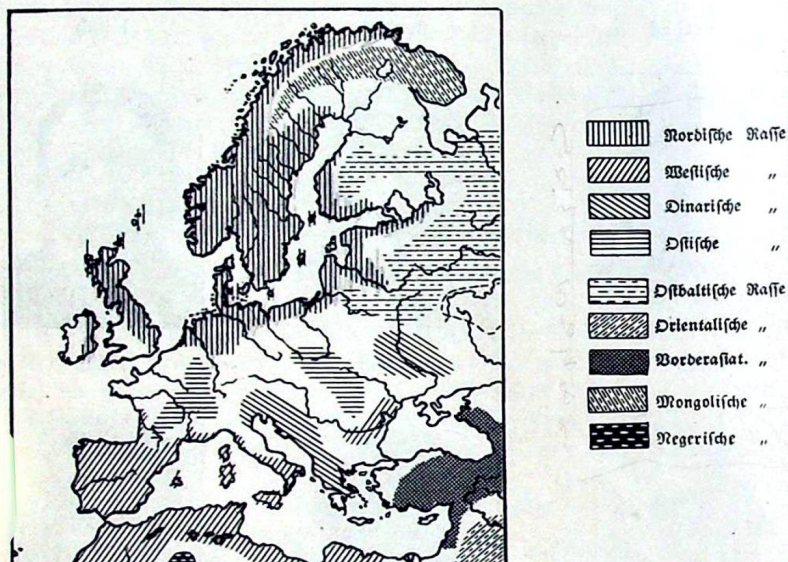 Nordische Rasse
Westische „
Dinarische „
Ostische „
Ostbaltische Rasse
Orientalische „
Vorderasiat. „
Mongolische „
Negerische „